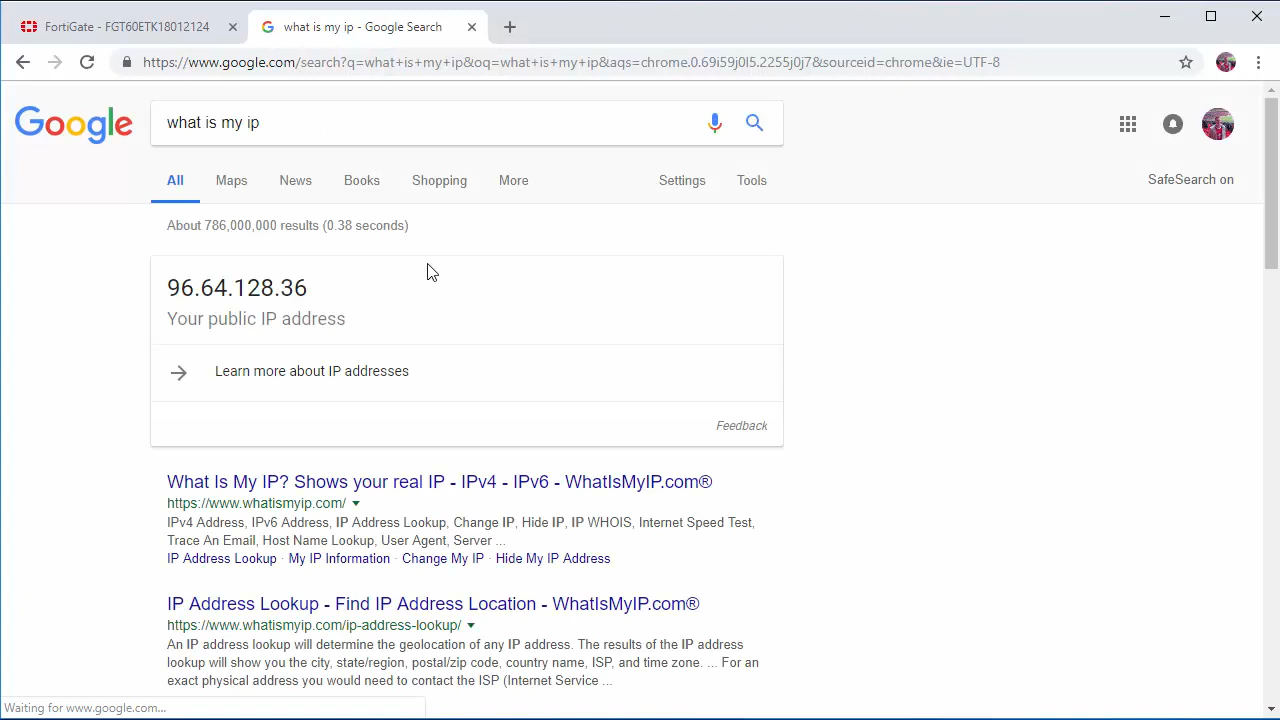 FortiGate - FGT60ETK18012124
what is my ip - Google Search
https://www.google.com/search?q=what+is+my+ip&oq=what+is+my+ip&aqs=chrome.0.69i59j0l5.2255j0j7&sourceid=chrome&ie=UTF-8
Google
what is my ip
All Maps News Books Shopping More Settings Tools
SafeSearch on
About 786,000,000 results (0.38 seconds)
96.64.128.36
Your public IP address
Learn more about IP addresses
Feedback
What Is My IP? Shows your real IP - IPv4 - IPv6 - WhatIsMyIP.com®
https://www.whatismyip.com/
IPv4 Address, IPv6 Address, IP Address Lookup, Change IP, Hide IP, IP WHOIS, Internet Speed Test,
Trace An Email, Host Name Lookup, User Agent, Server ...
IP Address Lookup · My IP Information · Change My IP · Hide My IP Address
IP Address Lookup - Find IP Address Location - WhatIsMyIP.com®
https://www.whatismyip.com/ip-address-lookup/
An IP address lookup will determine the geolocation of any IP address. The results of the IP address
lookup will show you the city, state/region, postal/zip code, country name, ISP, and time zone. ... For an
exact physical address you would need to contact the ISP (Internet Service ...
Waiting for www.google.com...